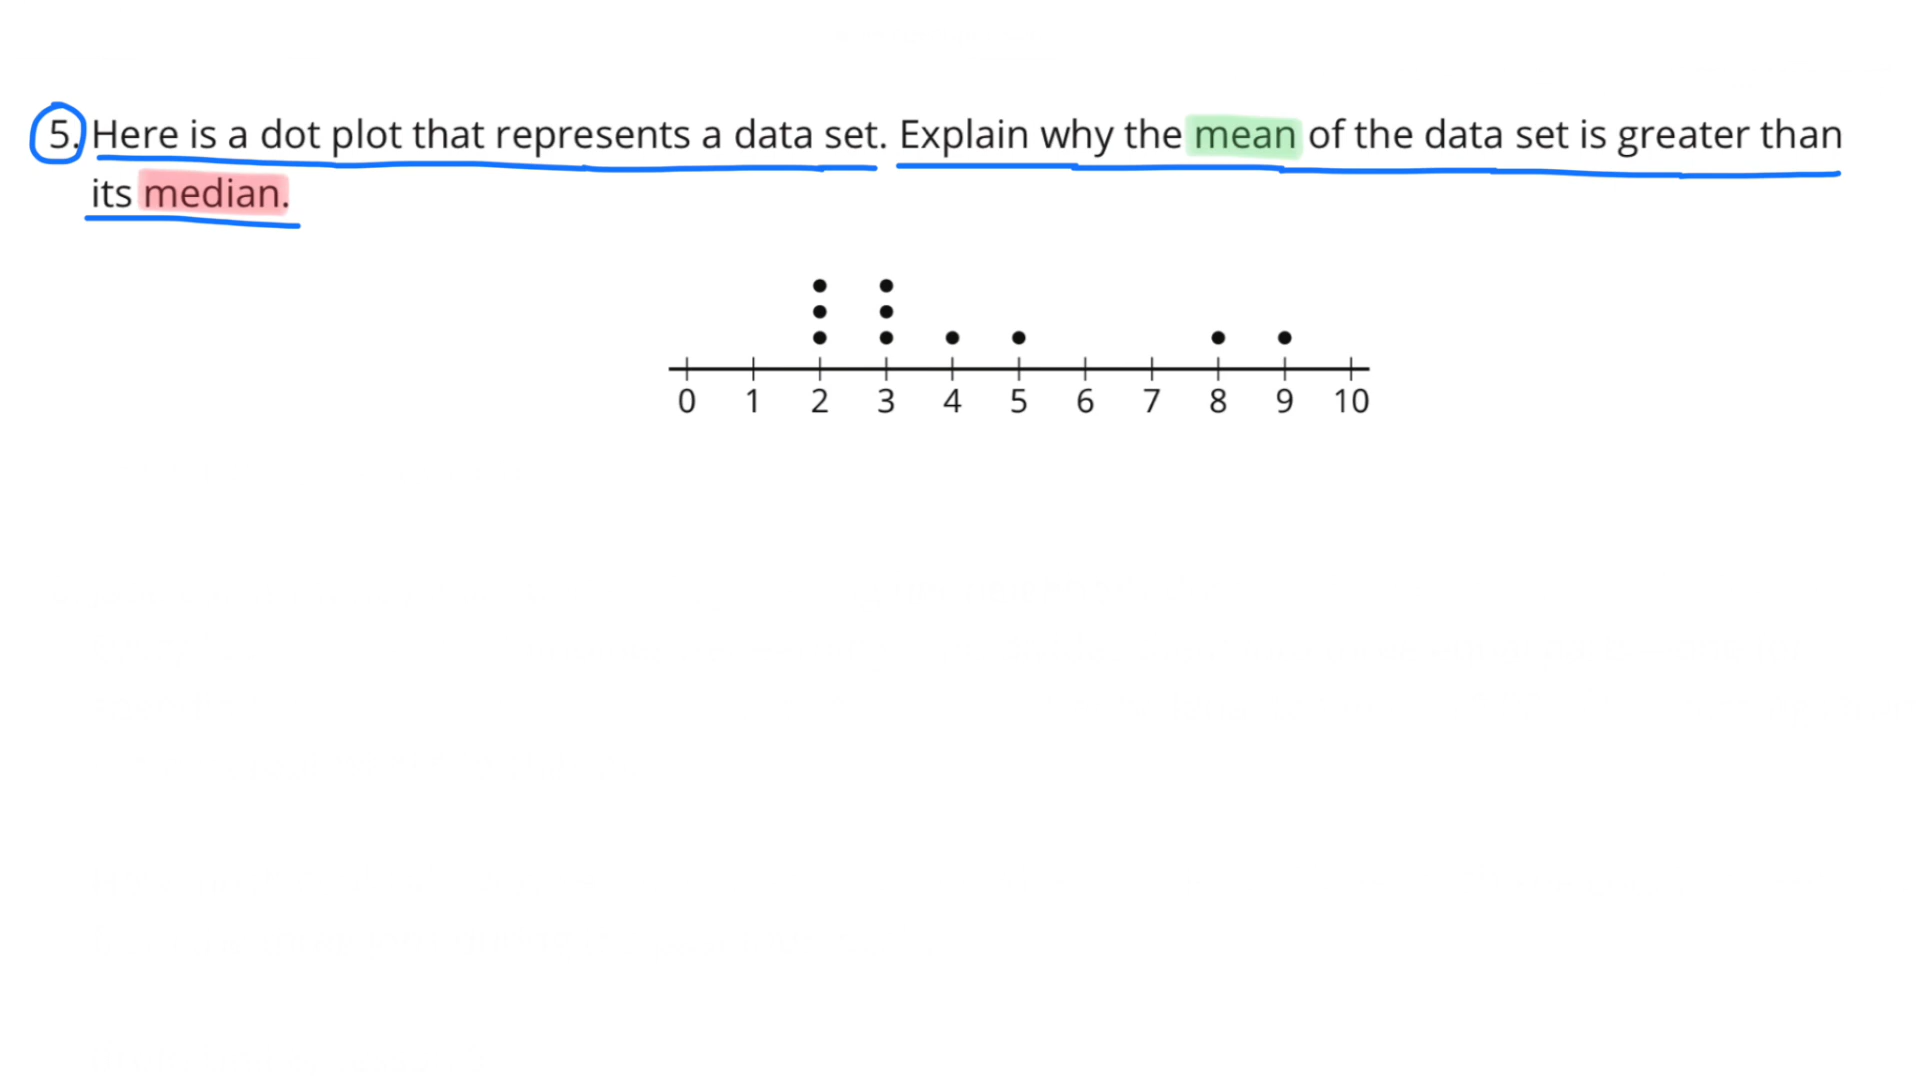 5. Here is a dot plot that represents a data set. Explain why the mean of the data set is greater than
its median.
0 1 2 3 4 5 6 7 8 9 10